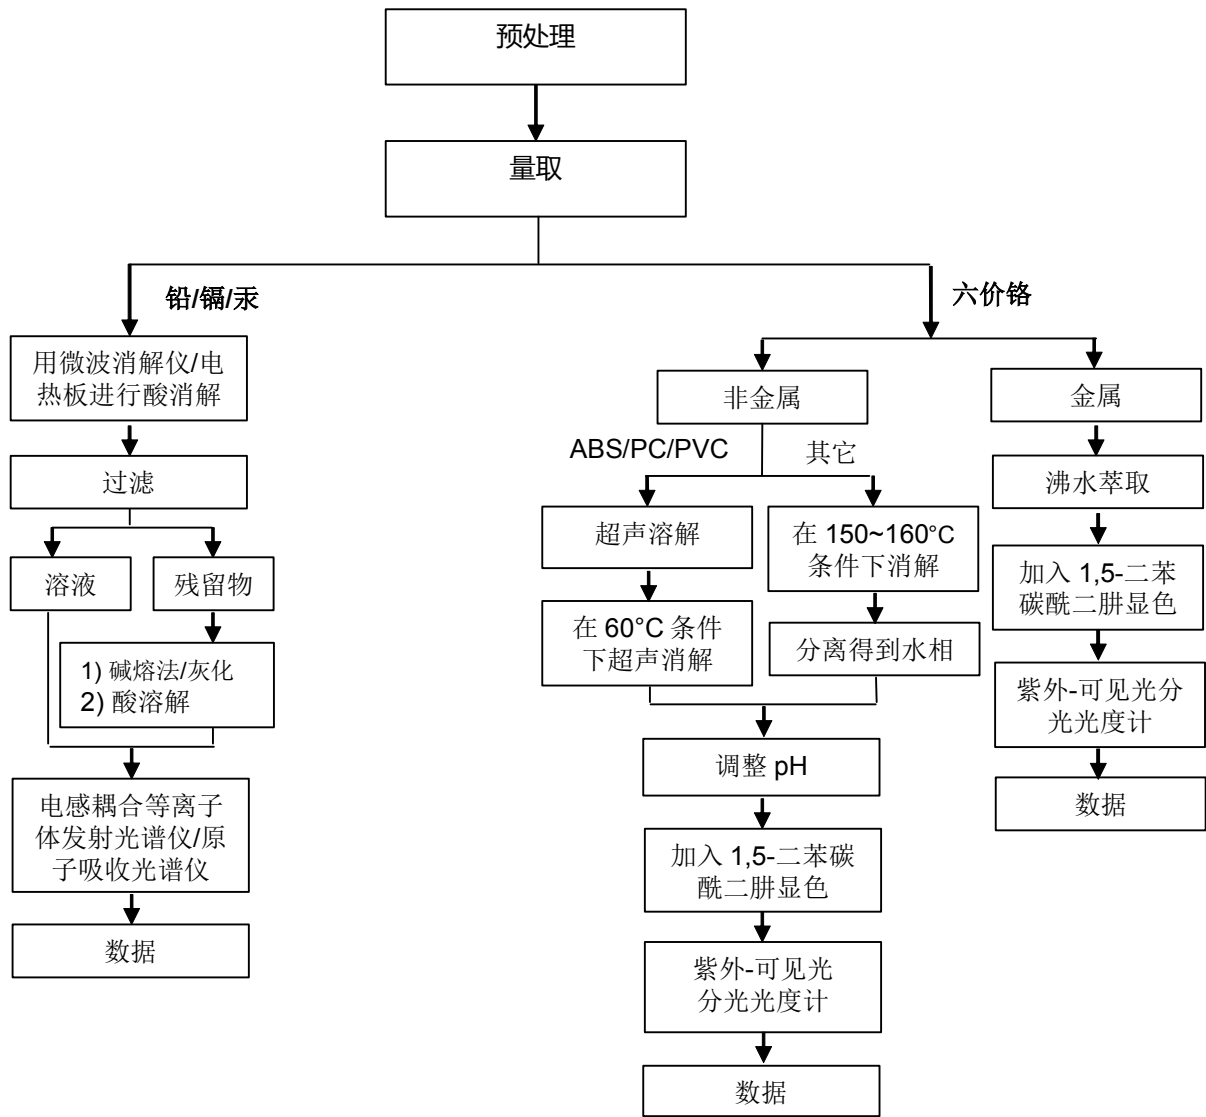 预处理
量取
铅/镉/汞
六价铬
用微波消解仪/电
热板进行酸消解
过滤
溶液
残留物
1) 碱熔法/灰化
2) 酸溶解
电感耦合等离子
体发射光谱仪/原
子吸收光谱仪
数据
非金属
ABS/PC/PVC
其它
超声溶解
在 60°C 条件
下超声消解
在 150~160°C
条件下消解
分离得到水相
调整 pH
加入 1,5-二苯碳
酰二肼显色
紫外-可见光
分光光度计
数据
金属
沸水萃取
加入 1,5-二苯
碳酰二肼显色
紫外-可见光分
光光度计
数据